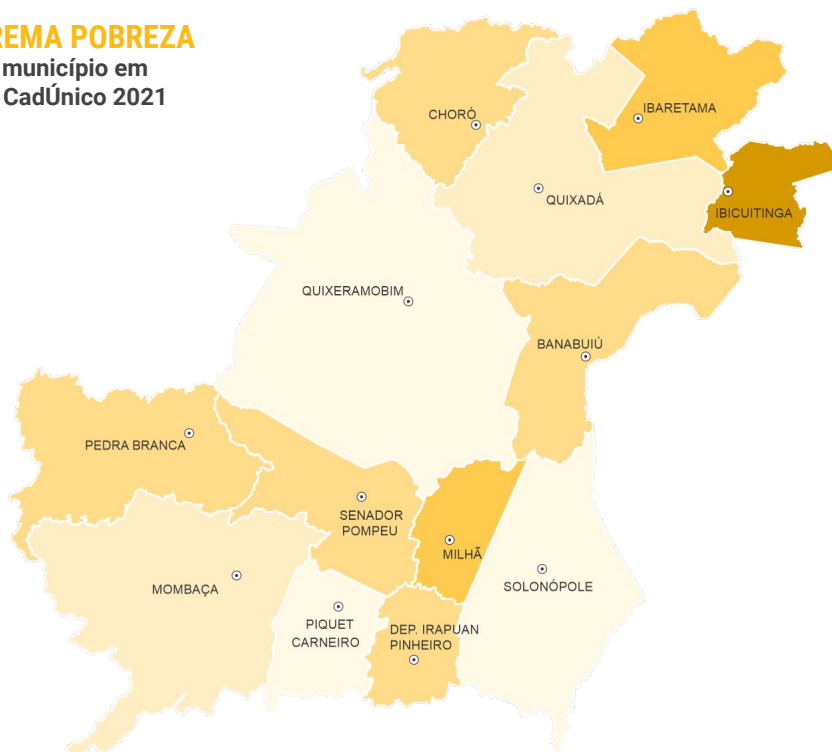 REMA POBREZA
município em
CadÚnico 2021
CHORÓ
IBARETAMA
QUIXADÁ
IBICUITINGA
QUIXERAMOBIM
BANABUIÚ
PEDRA BRANCA
SENADOR
POMPEU
MILHÃ
MOMBAÇA
SOLONÓPOLE
PIQUET
CARNEIRO
DEP. IRAPUAN
PINHEIRO